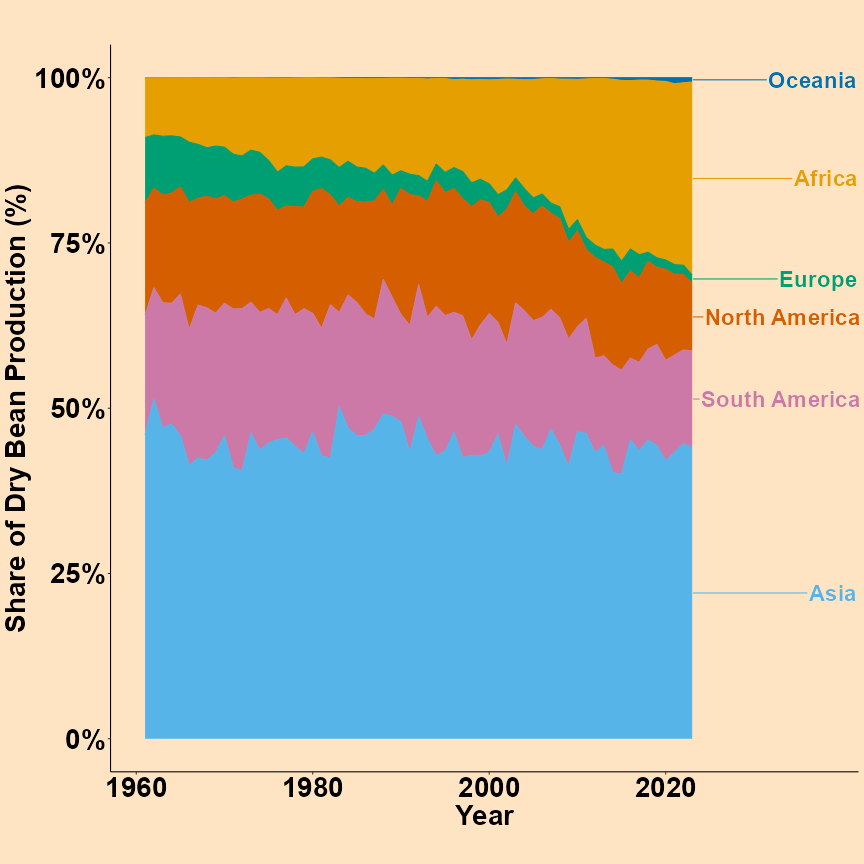 Share of Dry Bean Production (%)
100%
75%
50%
25%
0%
1960
1980
2000
2020
Year
Oceania
Africa
Europe
North America
South America
Asia